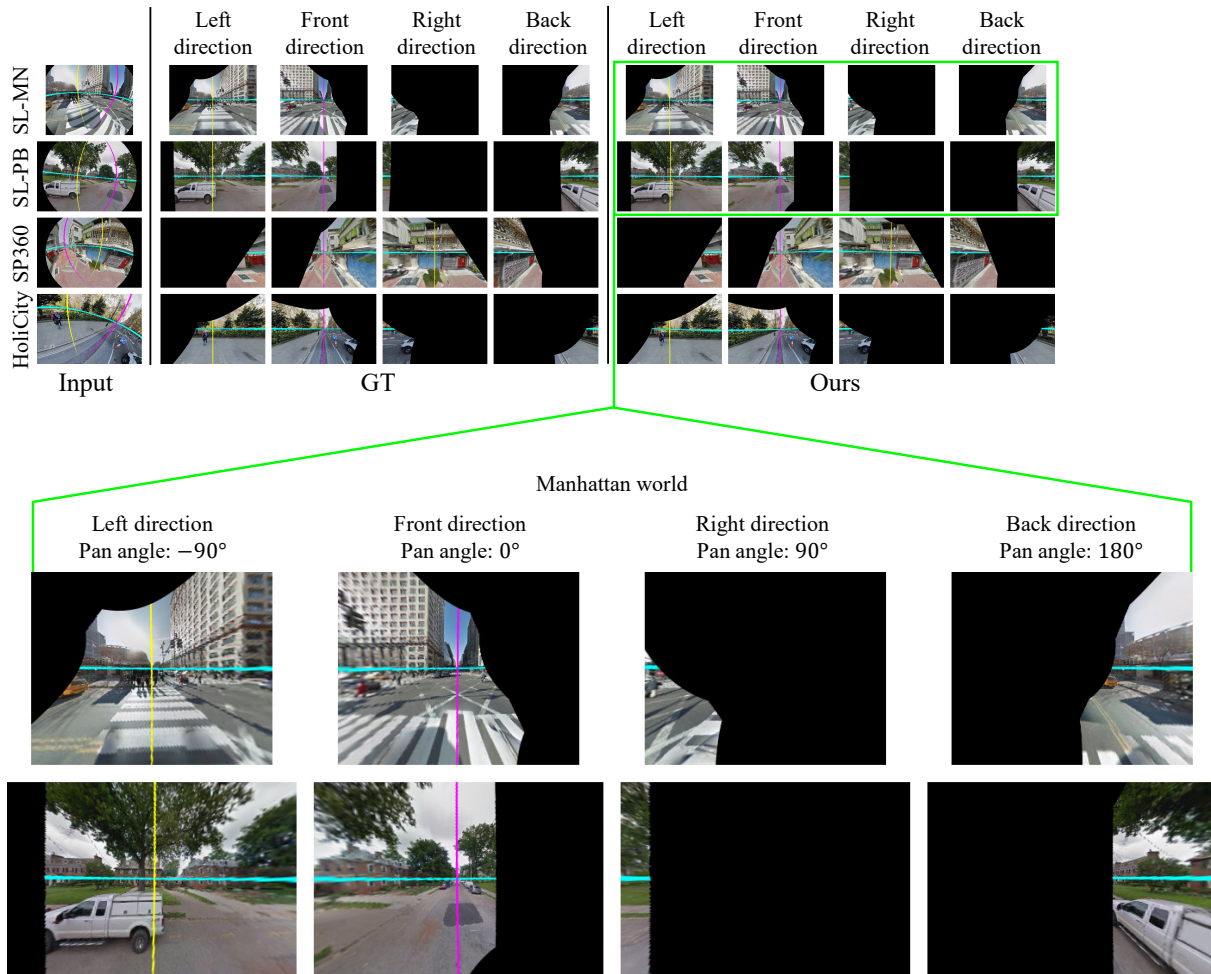 Left direction
Front direction
Right direction
Back direction
Left direction
Front direction
Right direction
Back direction
SL-MN
SL-PB
SP360
HoliCity
Input
GT
Ours
Manhattan world
Left direction
Pan angle: −90°
Front direction
Pan angle: 0°
Right direction
Pan angle: 90°
Back direction
Pan angle: 180°